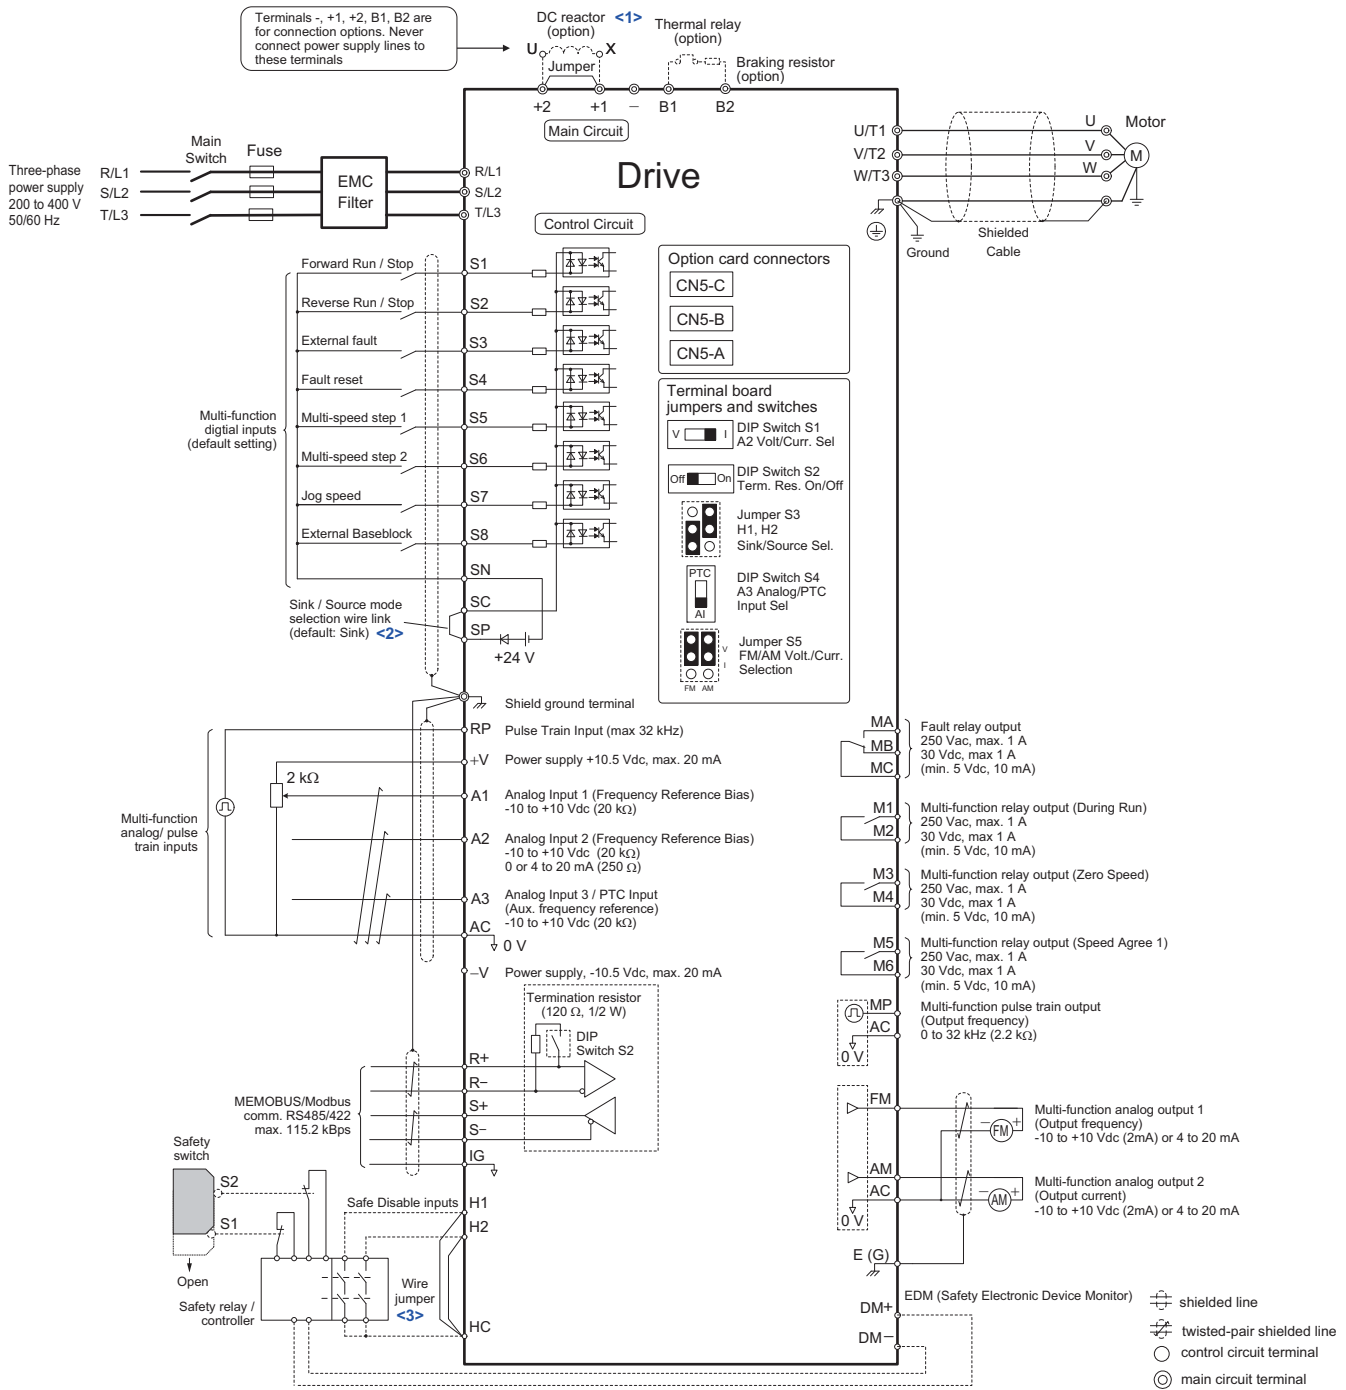 Terminals -, +1, +2, B1, B2 are
for connection options. Never
connect power supply lines to
these terminals
DC reactor <1>
(option)
U X
Jumper
Thermal relay
(option)
Braking resistor
(option)
+2 +1 − B1 B2
Main Circuit
Drive
Three-phase
power supply
200 to 400 V
50/60 Hz
Main
Switch
Fuse
R/L1
S/L2
T/L3
EMC
Filter
R/L1
S/L2
T/L3
U/T1
V/T2
W/T3
U
V
W
Motor
M
Ground
Shielded
Cable
Control Circuit
Multi-function
digtial inputs
(default setting)
Forward Run / Stop
S1
Reverse Run / Stop
S2
External fault
S3
Fault reset
S4
Multi-speed step 1
S5
Multi-speed step 2
S6
Jog speed
S7
External Baseblock
S8
SN
SC
SP
+24 V
Sink / Source mode
selection wire link
(default: Sink) <2>
Option card connectors
CN5-C
CN5-B
CN5-A
Terminal board
jumpers and switches
V I
DIP Switch S1
A2 Volt/Curr. Sel
Off On
DIP Switch S2
Term. Res. On/Off
Jumper S3
H1, H2
Sink/Source Sel.
PTC
AI
DIP Switch S4
A3 Analog/PTC
Input Sel
V
I
FM AM
Jumper S5
FM/AM Volt./Curr.
Selection
Shield ground terminal
Multi-function
analog/ pulse
train inputs
2 kΩ
RP Pulse Train Input (max 32 kHz)
+V Power supply +10.5 Vdc, max. 20 mA
A1 Analog Input 1 (Frequency Reference Bias)
-10 to +10 Vdc (20 kΩ)
A2 Analog Input 2 (Frequency Reference Bias)
-10 to +10 Vdc (20 kΩ)
0 or 4 to 20 mA (250 Ω)
A3 Analog Input 3 / PTC Input
(Aux. frequency reference)
-10 to +10 Vdc (20 kΩ)
AC
0 V
−V Power supply, -10.5 Vdc, max. 20 mA
Termination resistor
(120 Ω, 1/2 W)
DIP
Switch S2
MEMOBUS/Modbus
comm. RS485/422
max. 115.2 kBps
R+
R−
S+
S−
IG
Safety
switch
S2
S1
Open
Safety relay /
controller
Safe Disable inputs
H1
H2
Wire
jumper
<3>
HC
MA
MB
MC
Fault relay output
250 Vac, max. 1 A
30 Vdc, max 1 A
(min. 5 Vdc, 10 mA)
M1
M2
Multi-function relay output (During Run)
250 Vac, max. 1 A
30 Vdc, max 1 A
(min. 5 Vdc, 10 mA)
M3
M4
Multi-function relay output (Zero Speed)
250 Vac, max. 1 A
30 Vdc, max 1 A
(min. 5 Vdc, 10 mA)
M5
M6
Multi-function relay output (Speed Agree 1)
250 Vac, max. 1 A
30 Vdc, max 1 A
(min. 5 Vdc, 10 mA)
MP
AC
0 V
Multi-function pulse train output
(Output frequency)
0 to 32 kHz (2.2 kΩ)
FM
− FM +
Multi-function analog output 1
(Output frequency)
-10 to +10 Vdc (2mA) or 4 to 20 mA
AM
AC
0 V
− AM +
Multi-function analog output 2
(Output current)
-10 to +10 Vdc (2mA) or 4 to 20 mA
E (G)
EDM (Safety Electronic Device Monitor)
DM+
DM−
shielded line
twisted-pair shielded line
control circuit terminal
main circuit terminal